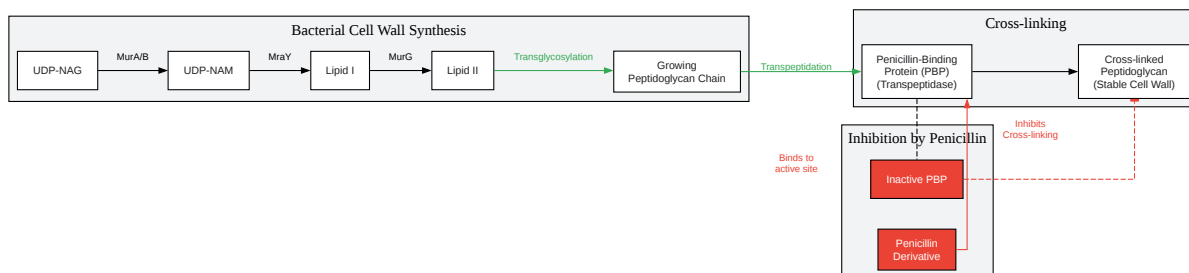 Bacterial Cell Wall Synthesis
UDP-NAG
MurA/B
UDP-NAM
MraY
Lipid I
MurG
Lipid II
Transglycosylation
Growing
Peptidoglycan Chain
Transpeptidation
Cross-linking
Penicillin-Binding
Protein (PBP)
(Transpeptidase)
Cross-linked
Peptidoglycan
(Stable Cell Wall)
Inhibition by Penicillin
Inhibits
Cross-linking
Binds to
active site
Inactive PBP
Penicillin
Derivative